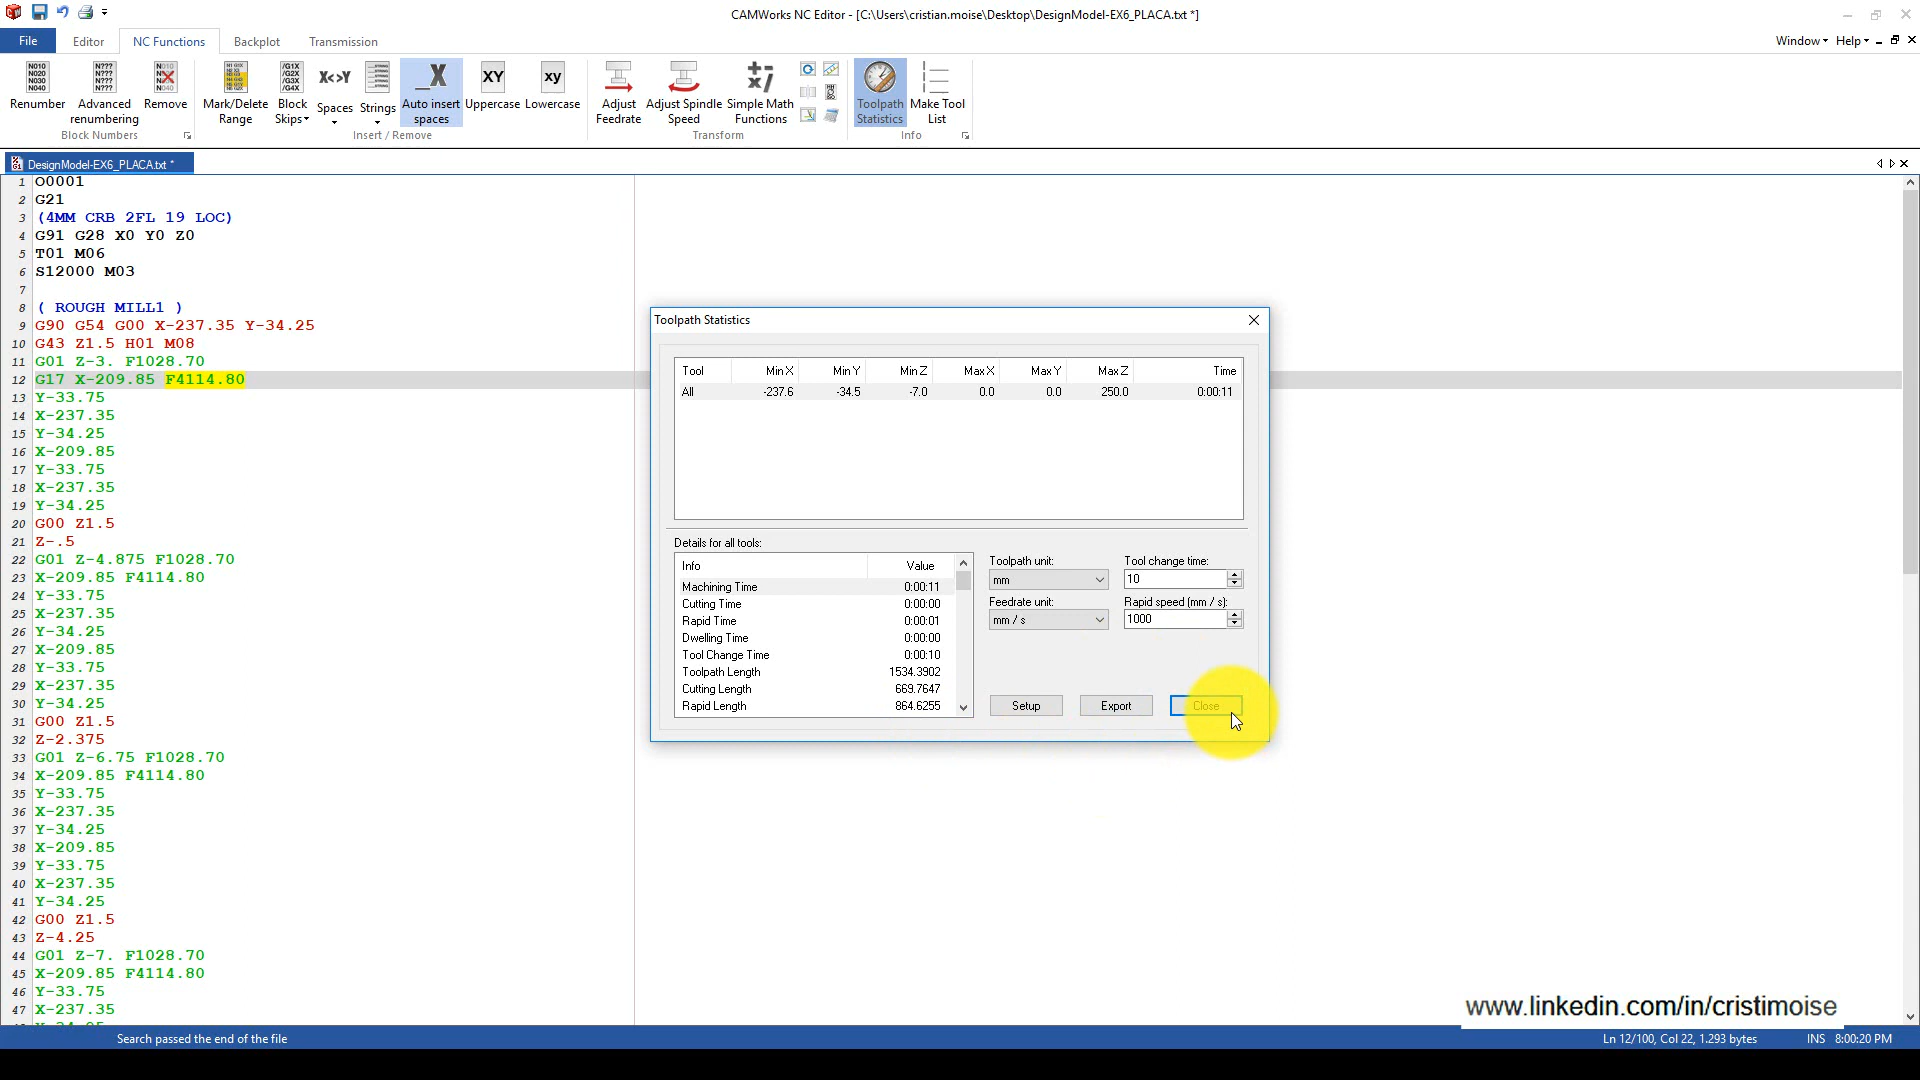 CAMWorks NC Editor - [C:\Users\cristian.moise\Desktop\DesignModel-EX6_PLACA.txt *]
File Editor NC Functions Backplot Transmission
Window Help
Renumber
Advanced renumbering
Remove
Block Numbers
Mark/Delete Range
Block Skips
Spaces
Strings
Auto insert spaces
Uppercase
Lowercase
Insert / Remove
Adjust Feedrate
Adjust Spindle Speed
Simple Math Functions
Transform
Toolpath Statistics
Make Tool List
Info
DesignModel-EX6_PLACA.txt *
1 O0001
2 G21
3 (4MM CRB 2FL 19 LOC)
4 G91 G28 X0 Y0 Z0
5 T01 M06
6 S12000 M03
7
8 ( ROUGH MILL1 )
9 G90 G54 G00 X-237.35 Y-34.25
10 G43 Z1.5 H01 M08
11 G01 Z-3. F1028.70
12 G17 X-209.85 F4114.80
13 Y-33.75
14 X-237.35
15 Y-34.25
16 X-209.85
17 Y-33.75
18 X-237.35
19 Y-34.25
20 G00 Z1.5
21 Z-.5
22 G01 Z-4.875 F1028.70
23 X-209.85 F4114.80
24 Y-33.75
25 X-237.35
26 Y-34.25
27 X-209.85
28 Y-33.75
29 X-237.35
30 Y-34.25
31 G00 Z1.5
32 Z-2.375
33 G01 Z-6.75 F1028.70
34 X-209.85 F4114.80
35 Y-33.75
36 X-237.35
37 Y-34.25
38 X-209.85
39 Y-33.75
40 X-237.35
41 Y-34.25
42 G00 Z1.5
43 Z-4.25
44 G01 Z-7. F1028.70
45 X-209.85 F4114.80
46 Y-33.75
47 X-237.35
Toolpath Statistics
Tool Min X Min Y Min Z Max X Max Y Max Z Time
All -237.6 -34.5 -7.0 0.0 0.0 250.0 0:00:11
Details for all tools:
Info Value
Machining Time 0:00:11
Cutting Time 0:00:00
Rapid Time 0:00:01
Dwelling Time 0:00:00
Tool Change Time 0:00:10
Toolpath Length 1534.3902
Cutting Length 669.7647
Rapid Length 864.6255
Toolpath unit: Tool change time:
mm 10
Feedrate unit: Rapid speed (mm / s):
mm / s 1000
Setup Export Close
www.linkedin.com/in/cristimoise
Search passed the end of the file
Ln 12/100, Col 22, 1.293 bytes INS 8:00:20 PM